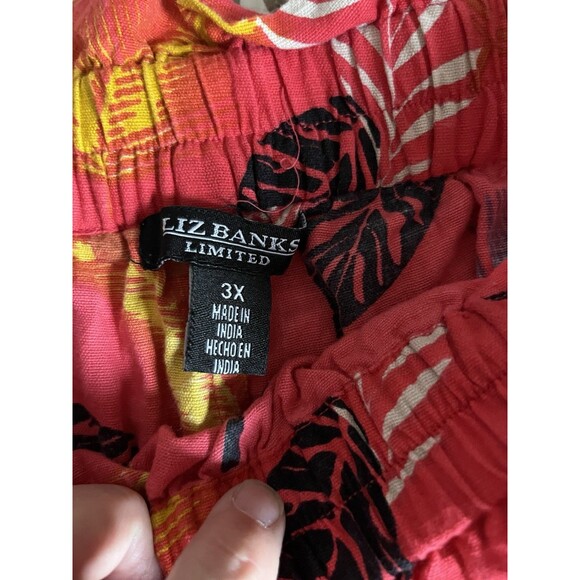 LIZ BANKS
LIMITED
3X
MADE IN
INDIA
HECHO EN
INDIA